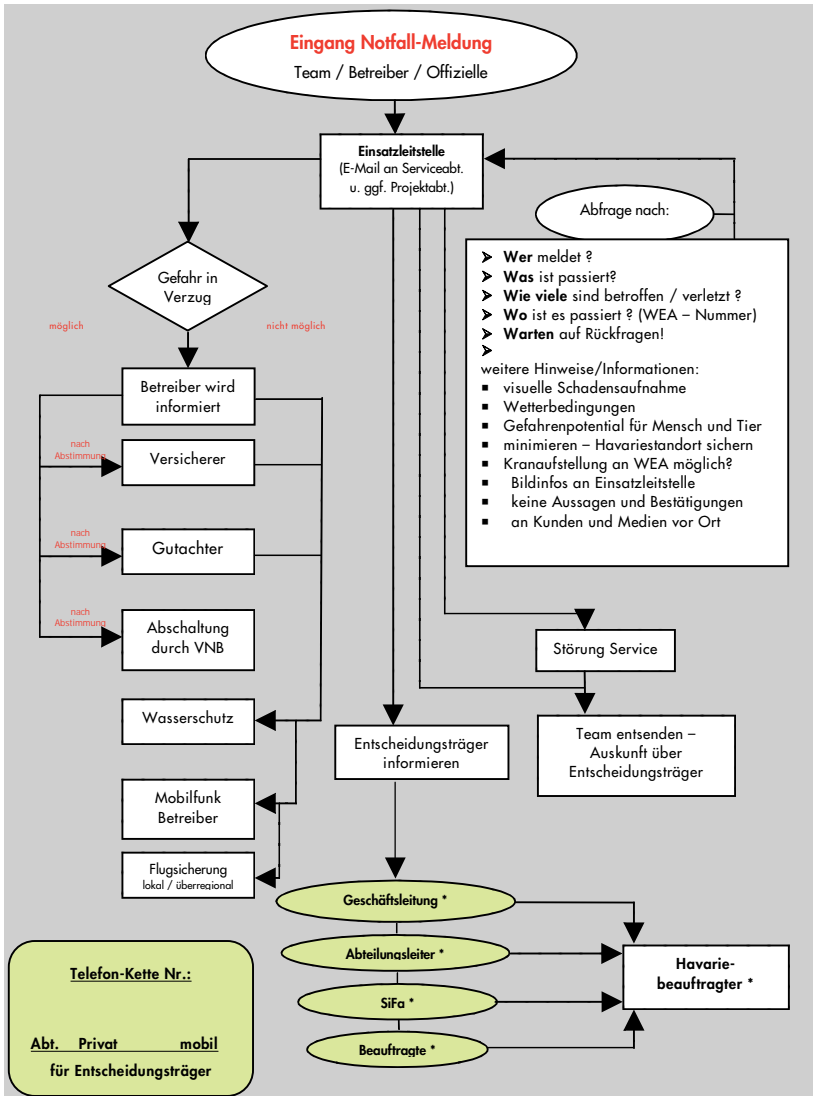 Eingang Notfall-Meldung
Team / Betreiber / Offizielle
Einsatzleitstelle
(E-Mail an Serviceabt.
u. ggf. Projektabt.)
Abfrage nach:
Gefahr in
Verzug
möglich
nicht möglich
➢ Wer meldet ?
➢ Was ist passiert?
➢ Wie viele sind betroffen / verletzt ?
➢ Wo ist es passiert ? (WEA – Nummer)
➢ Warten auf Rückfragen!
➢
weitere Hinweise/Informationen:
▪ visuelle Schadensaufnahme
▪ Wetterbedingungen
▪ Gefahrenpotential für Mensch und Tier
▪ minimieren – Havariestandort sichern
▪ Kranaufstellung an WEA möglich?
▪ Bildinfos an Einsatzleitstelle
▪ keine Aussagen und Bestätigungen
▪ an Kunden und Medien vor Ort
Betreiber wird
informiert
nach
Abstimmung
Versicherer
nach
Abstimmung
Gutachter
nach
Abstimmung
Abschaltung
durch VNB
Störung Service
Wasserschutz
Entscheidungsträger
informieren
Team entsenden –
Auskunft über
Entscheidungsträger
Mobilfunk
Betreiber
Flugsicherung
lokal / überregional
Geschäftsleitung *
Abteilungsleiter *
SiFa *
Beauftragte *
Havarie-
beauftragter *
Telefon-Kette Nr.:
Abt. Privat mobil
für Entscheidungsträger